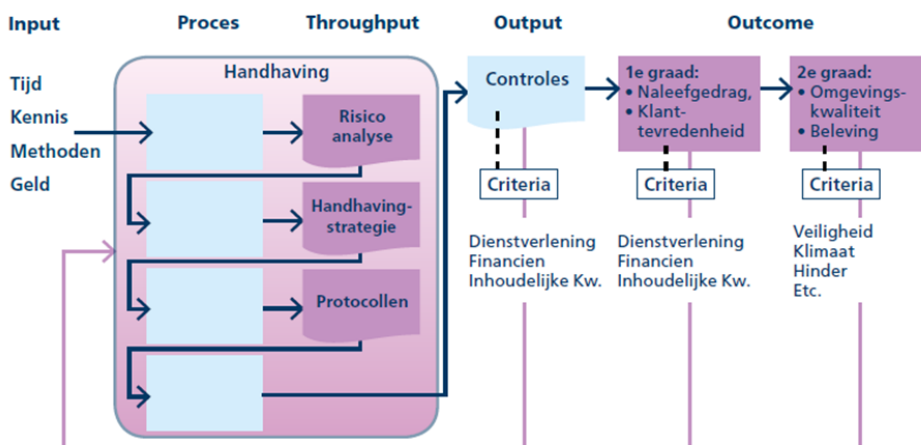 Input
Proces
Throughput
Output
Outcome
Tijd
Kennis
Methoden
Geld
Handhaving
Risico
analyse
Handhaving-
strategie
Protocollen
Controles
1e graad:
• Naleefgedrag,
• Klant-
tevredenheid
2e graad:
• Omgevings-
kwaliteit
• Beleving
Criteria
Criteria
Criteria
Dienstverlening
Financien
Inhoudelijke Kw.
Dienstverlening
Financien
Inhoudelijke Kw.
Veiligheid
Klimaat
Hinder
Etc.